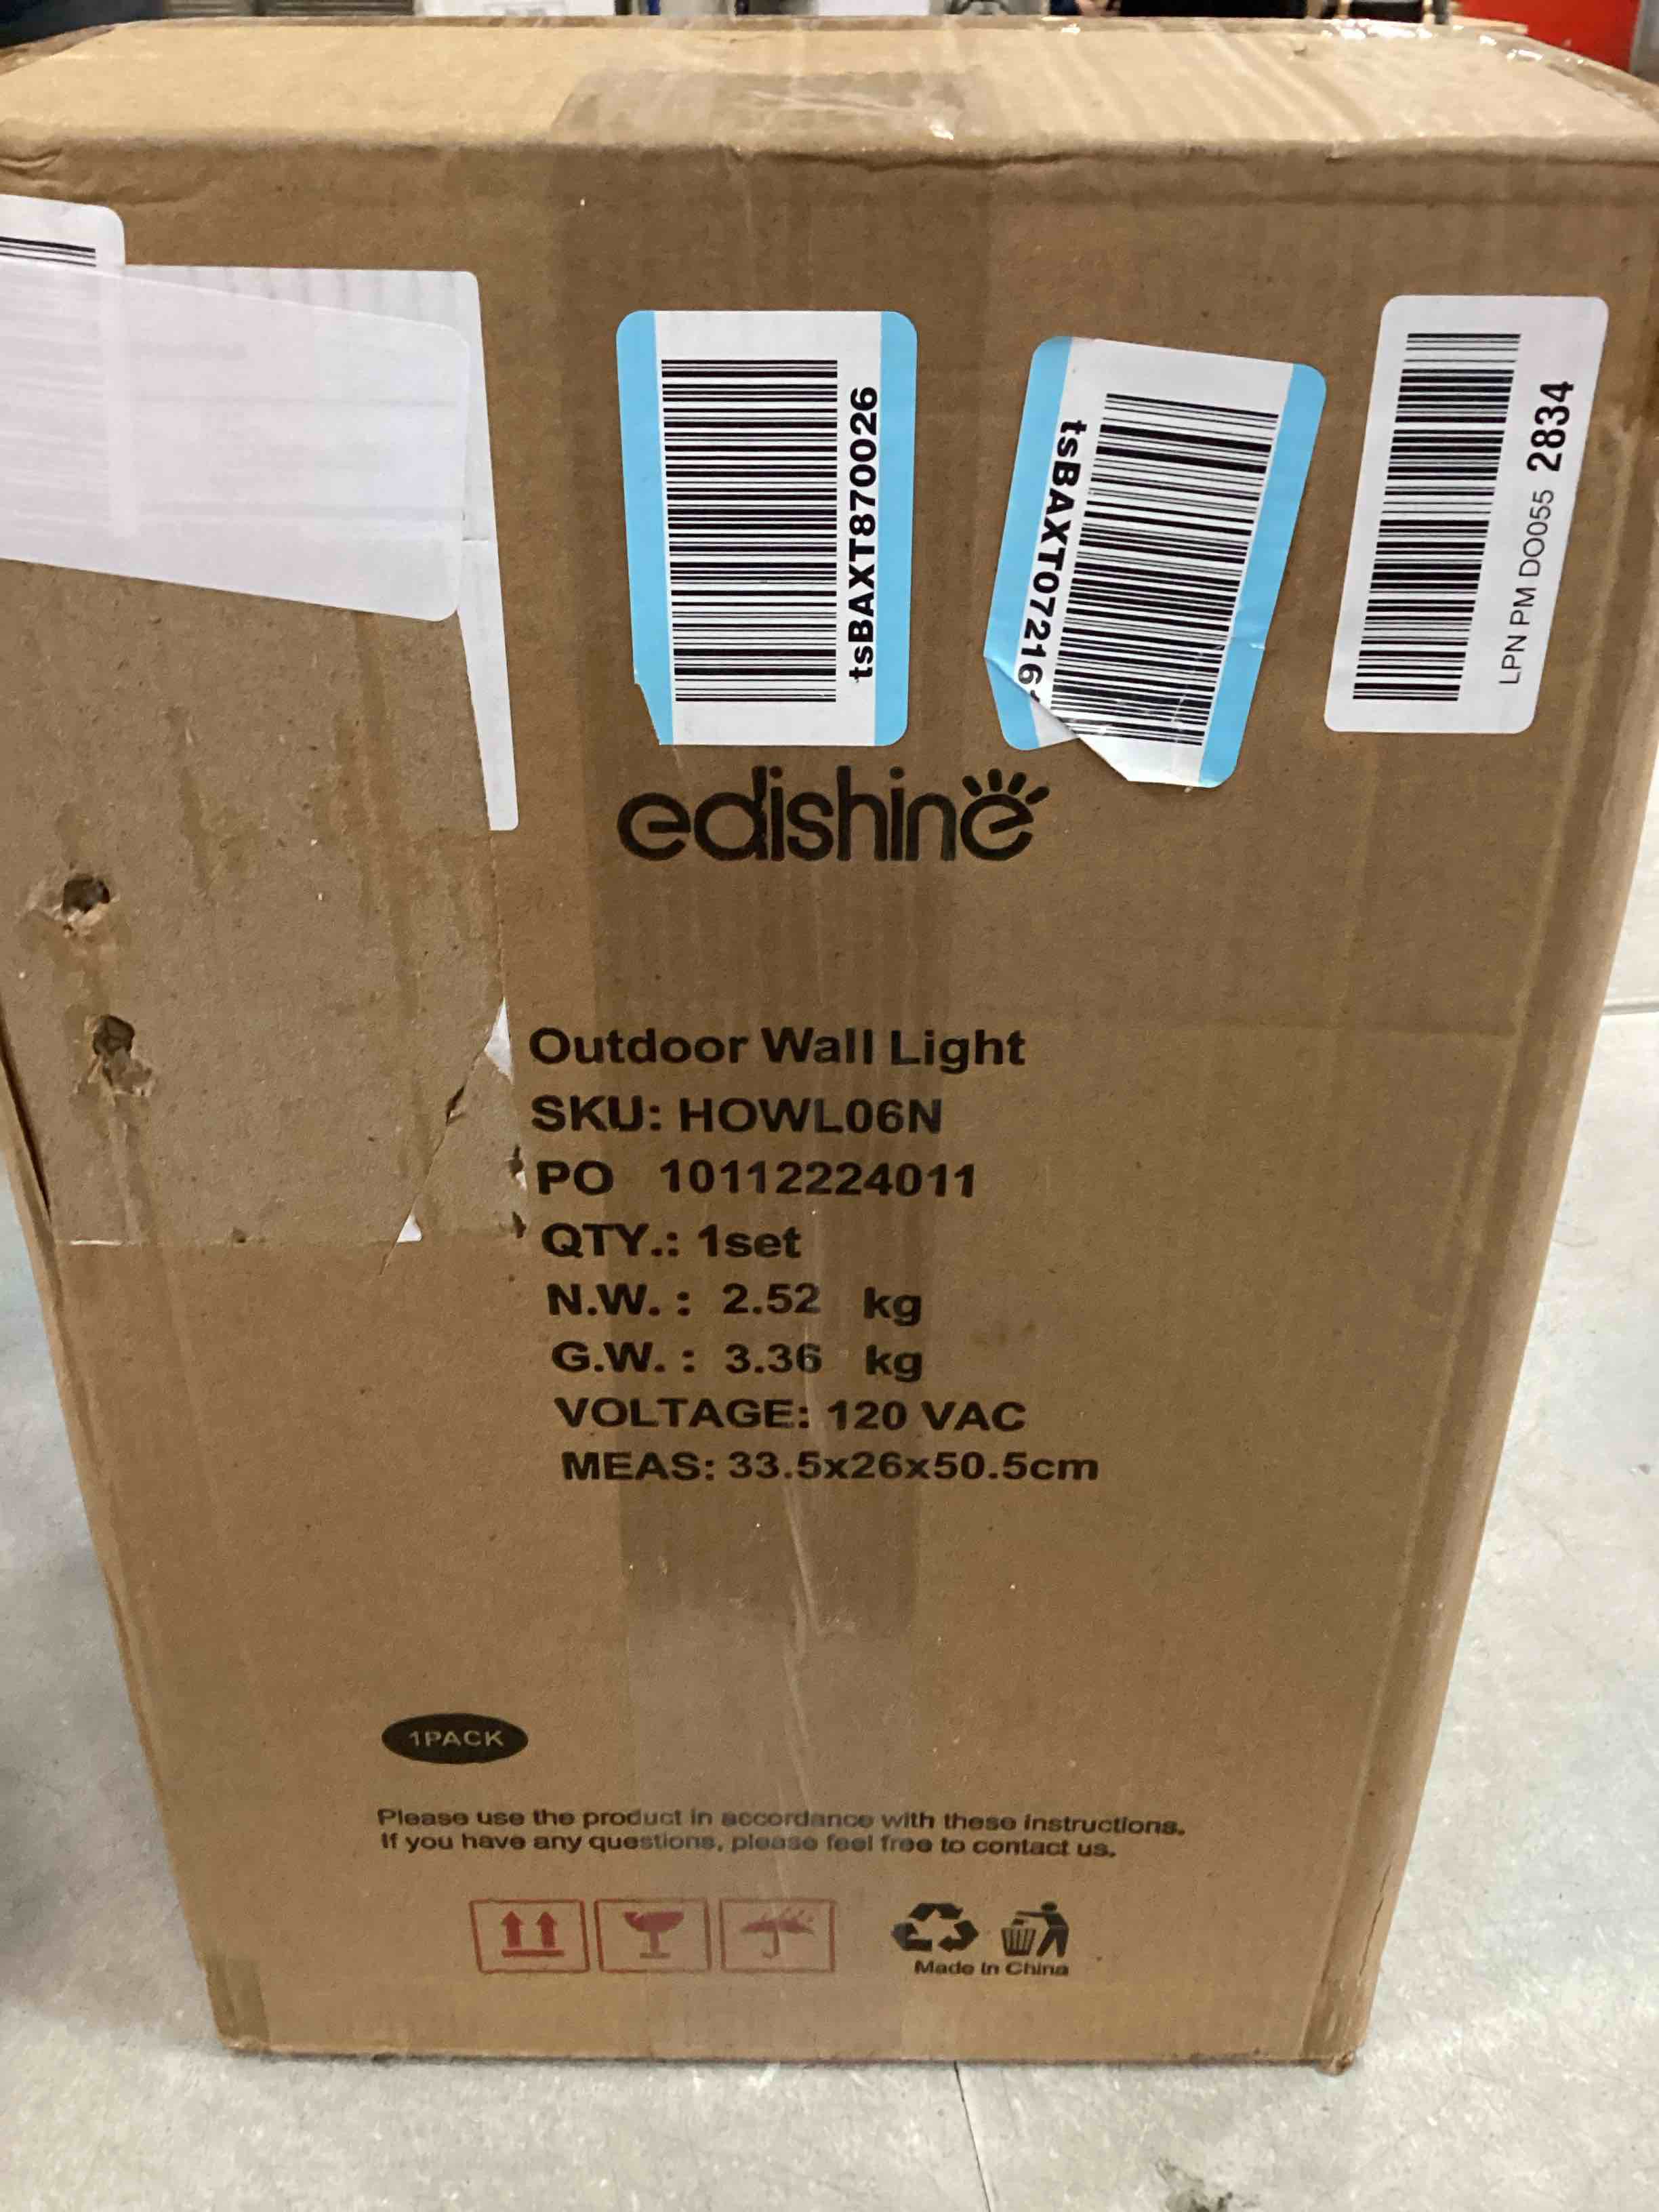 tsBAXT870026
tsBAXT07216
LPN PM DO055 2834
edishine
Outdoor Wall Light
SKU: HOWL06N
PO 10112224011
QTY.: 1set
N.W. : 2.52 kg
G.W. : 3.36 kg
VOLTAGE: 120 VAC
MEAS: 33.5x26x50.5cm
1PACK
Please use the product in accordance with these instructions.
If you have any questions, please feel free to contact us.
Made In China